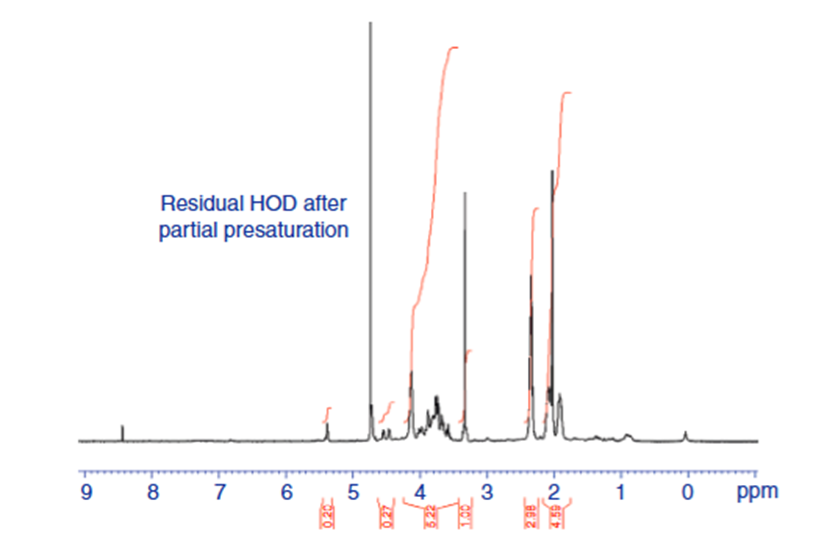 Residual HOD after
partial presaturation
9 8 7 6 5 4 3 2 1 0 ppm
0.20 0.27 5.22 1.00 2.98 4.59